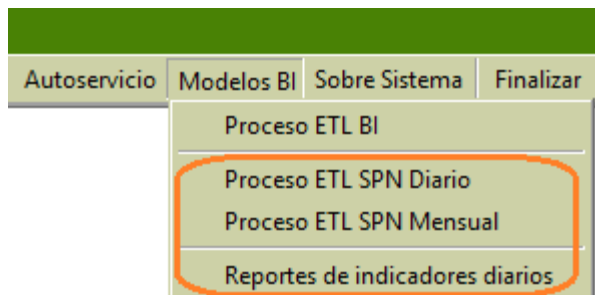 Autoservicio Modelos BI Sobre Sistema Finalizar
Proceso ETL BI
Proceso ETL SPN Diario
Proceso ETL SPN Mensual
Reportes de indicadores diarios